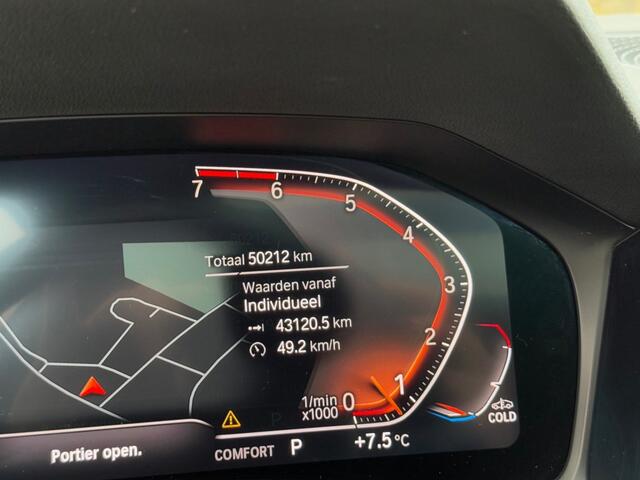 7 6 5 4 3 2 1 0
Totaal 50212 km
Waarden vanaf
Individueel
43120.5 km
49.2 km/h
1/min
x1000
COLD
Portier open.
COMFORT P +7.5 °C